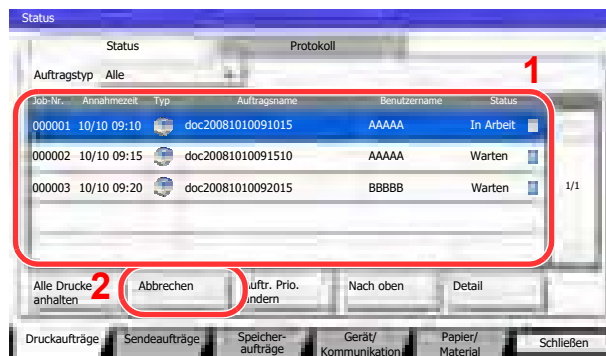 Status
Status Protokoll
Auftragstyp Alle
1
Job-Nr. Annahmezeit Typ Auftragsname Benutzername Status
000001 10/10 09:10 doc20081010091015 AAAAA In Arbeit
000002 10/10 09:15 doc20081010091510 AAAAA Warten
000003 10/10 09:20 doc20081010092015 BBBBB Warten
1/1
Alle Drucke anhalten
2
Abbrechen
Auftr. Prio. ändern
Nach oben
Detail
Druckaufträge
Sendeaufträge
Speicher-
aufträge
Gerät/
Kommunikation
Papier/
Material
Schließen